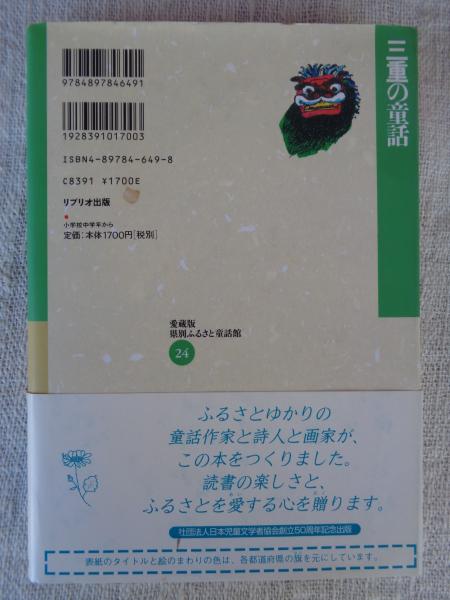 三重の童話
9784897846491
1928391017003
ISBN4-89784-649-8
C8391 ¥1700E
リブリオ出版
小学校中学年から
定価：本体1700円[税別]
愛蔵版
県別ふるさと童話館
24
ふるさとゆかりの
童話作家と詩人と画家が、
この本をつくりました。
読書の楽しさと、
ふるさとを愛する心を贈ります。
社団法人日本児童文学者協会創立50周年記念出版
表紙のタイトルと絵のまわりの色は、各都道府県の旗を元にしています。